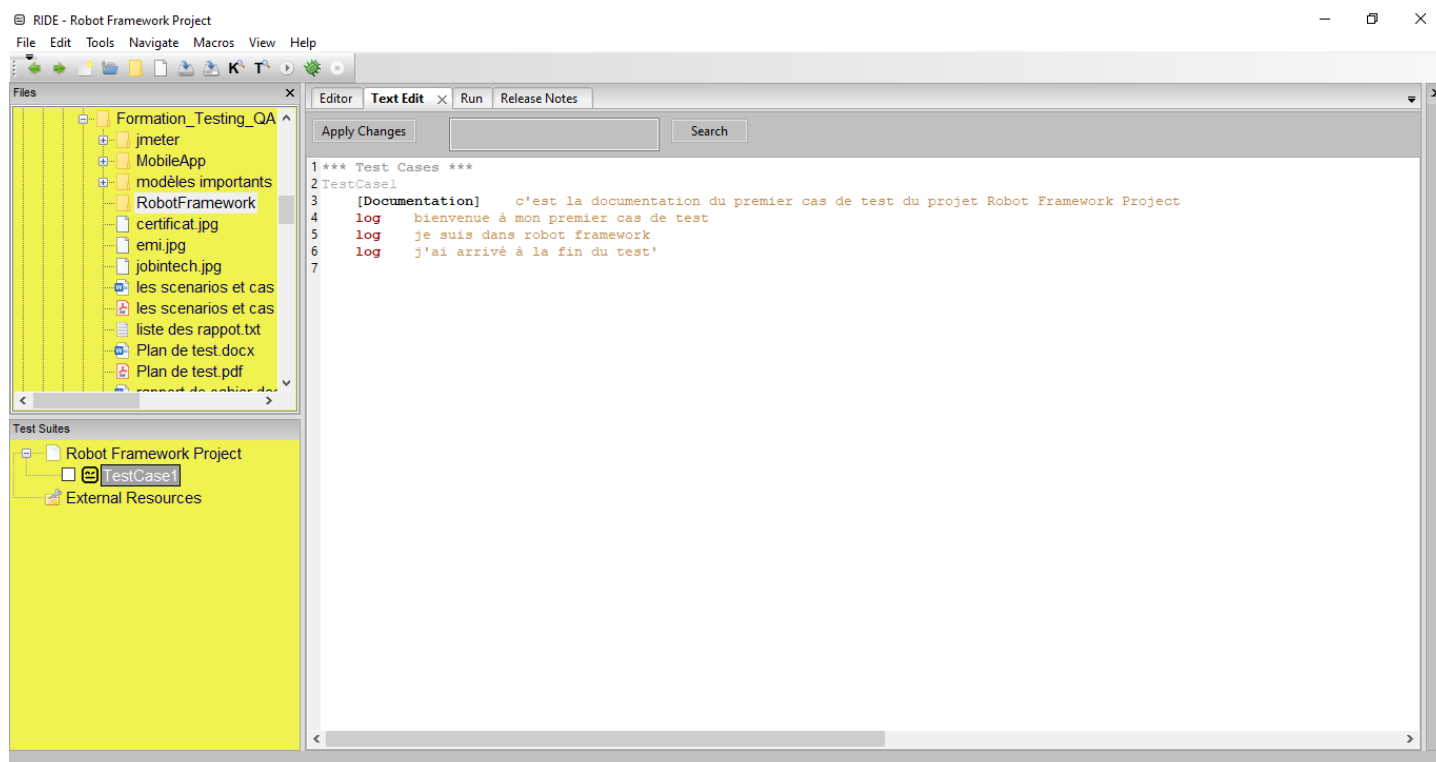 RIDE - Robot Framework Project
File Edit Tools Navigate Macros View Help
Files
Formation_Testing_QA
jmeter
MobileApp
modèles importants
RobotFramework
certificat.jpg
emi.jpg
jobintech.jpg
les scenarios et cas
les scenarios et cas
liste des rappot.txt
Plan de test.docx
Plan de test.pdf
Test Suites
Robot Framework Project
TestCase1
External Resources
Editor Text Edit Run Release Notes
Apply Changes Search
1 *** Test Cases ***
2 TestCase1
3 [Documentation] c'est la documentation du premier cas de test du projet Robot Framework Project
4 log bienvenue à mon premier cas de test
5 log je suis dans robot framework
6 log j'ai arrivé à la fin du test'
7